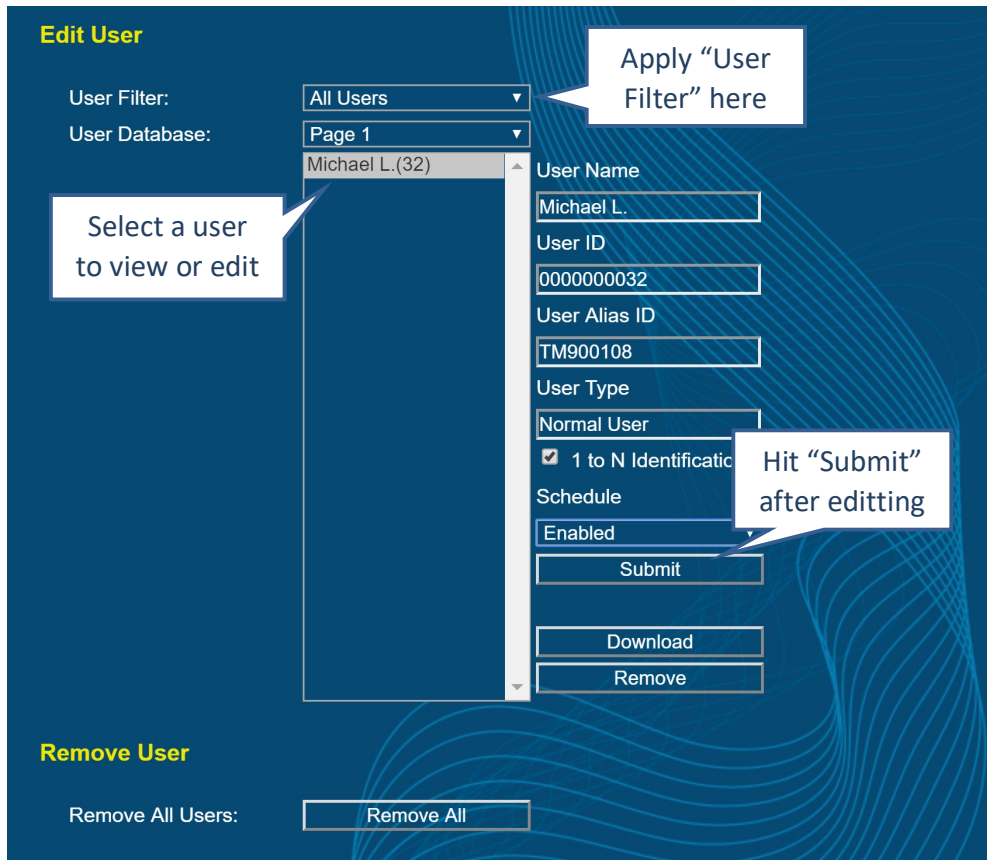 Edit User
Apply “User
Filter” here
User Filter:
All Users
User Database:
Page 1
Michael L.(32)
Select a user
to view or edit
User Name
Michael L.
User ID
0000000032
User Alias ID
TM900108
User Type
Normal User
1 to N Identificatio
Hit “Submit”
after editting
Schedule
Enabled
Submit
Download
Remove
Remove User
Remove All Users:
Remove All